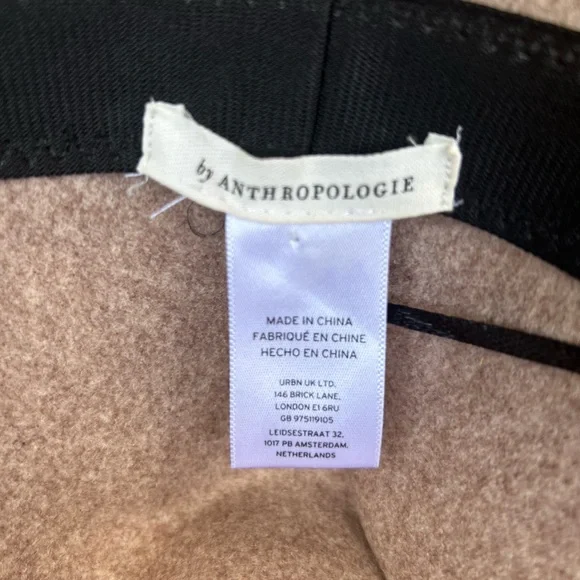 by ANTHROPOLOGIE
MADE IN CHINA
FABRIQUÉ EN CHINE
HECHO EN CHINA
URBN UK LTD,
146 BRICK LANE,
LONDON E1 6RU
GB 975119105
LEIDSESTRAAT 32,
1017 PB AMSTERDAM,
NETHERLANDS